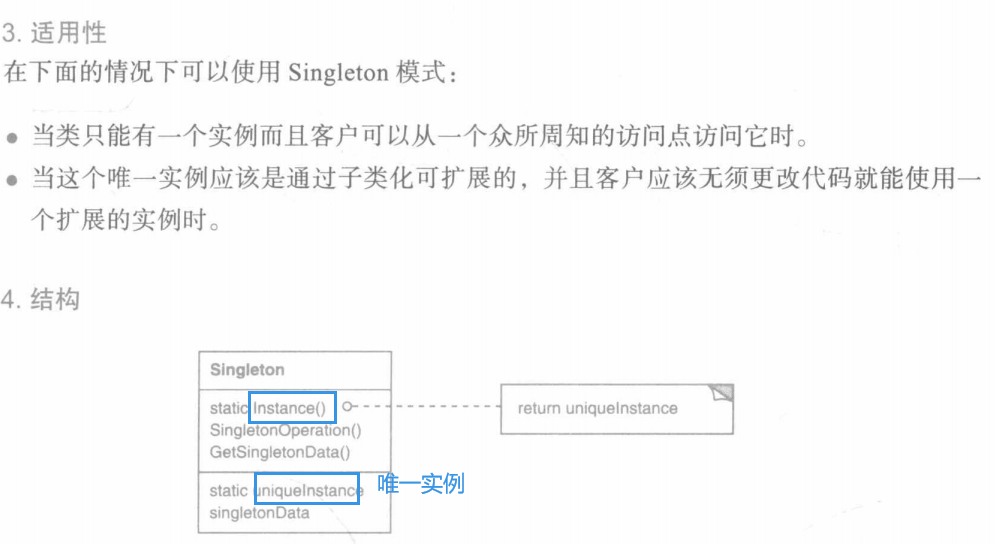 3. 适用性
在下面的情况下可以使用 Singleton 模式：
● 当类只能有一个实例而且客户可以从一个众所周知的访问点访问它时。
● 当这个唯一实例应该是通过子类化可扩展的，并且客户应该无须更改代码就能使用一
个扩展的实例时。
4. 结构
Singleton
static Instance()
return uniqueInstance
SingletonOperation()
GetSingletonData()
static uniqueInstance
唯一实例
singletonData